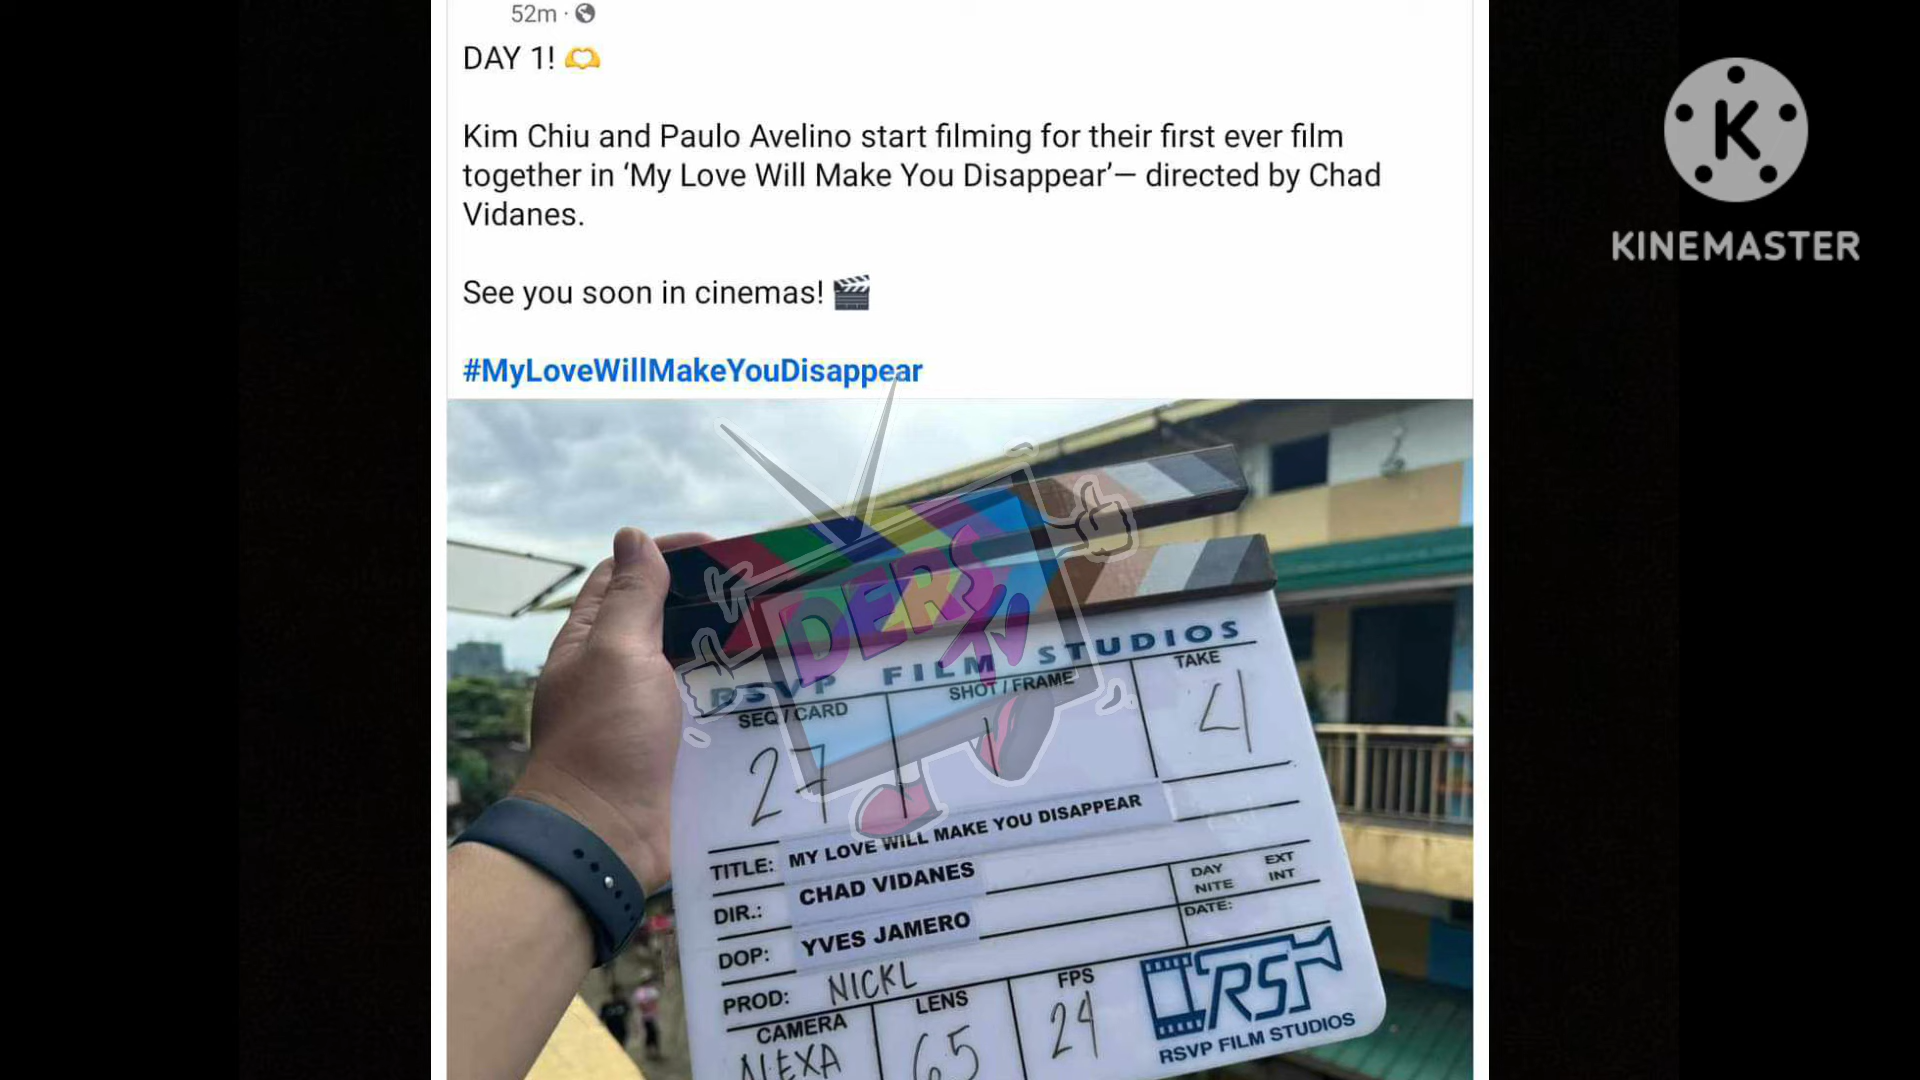 52m ·
DAY 1! 🫶
Kim Chiu and Paulo Avelino start filming for their first ever film
together in ‘My Love Will Make You Disappear’— directed by Chad
Vidanes.
See you soon in cinemas! 🎬
#MyLoveWillMakeYouDisappear
K
KINEMASTER
DERS TV
RSVP FILM STUDIOS
SEQ / CARD
SHOT / FRAME
TAKE
27
1
4
TITLE: MY LOVE WILL MAKE YOU DISAPPEAR
DIR.: CHAD VIDANES
DAY
NITE
EXT
INT
DOP: YVES JAMERO
DATE:
PROD: NICKL
CAMERA
LENS
FPS
ALEXA
65
24
RSVP FILM STUDIOS